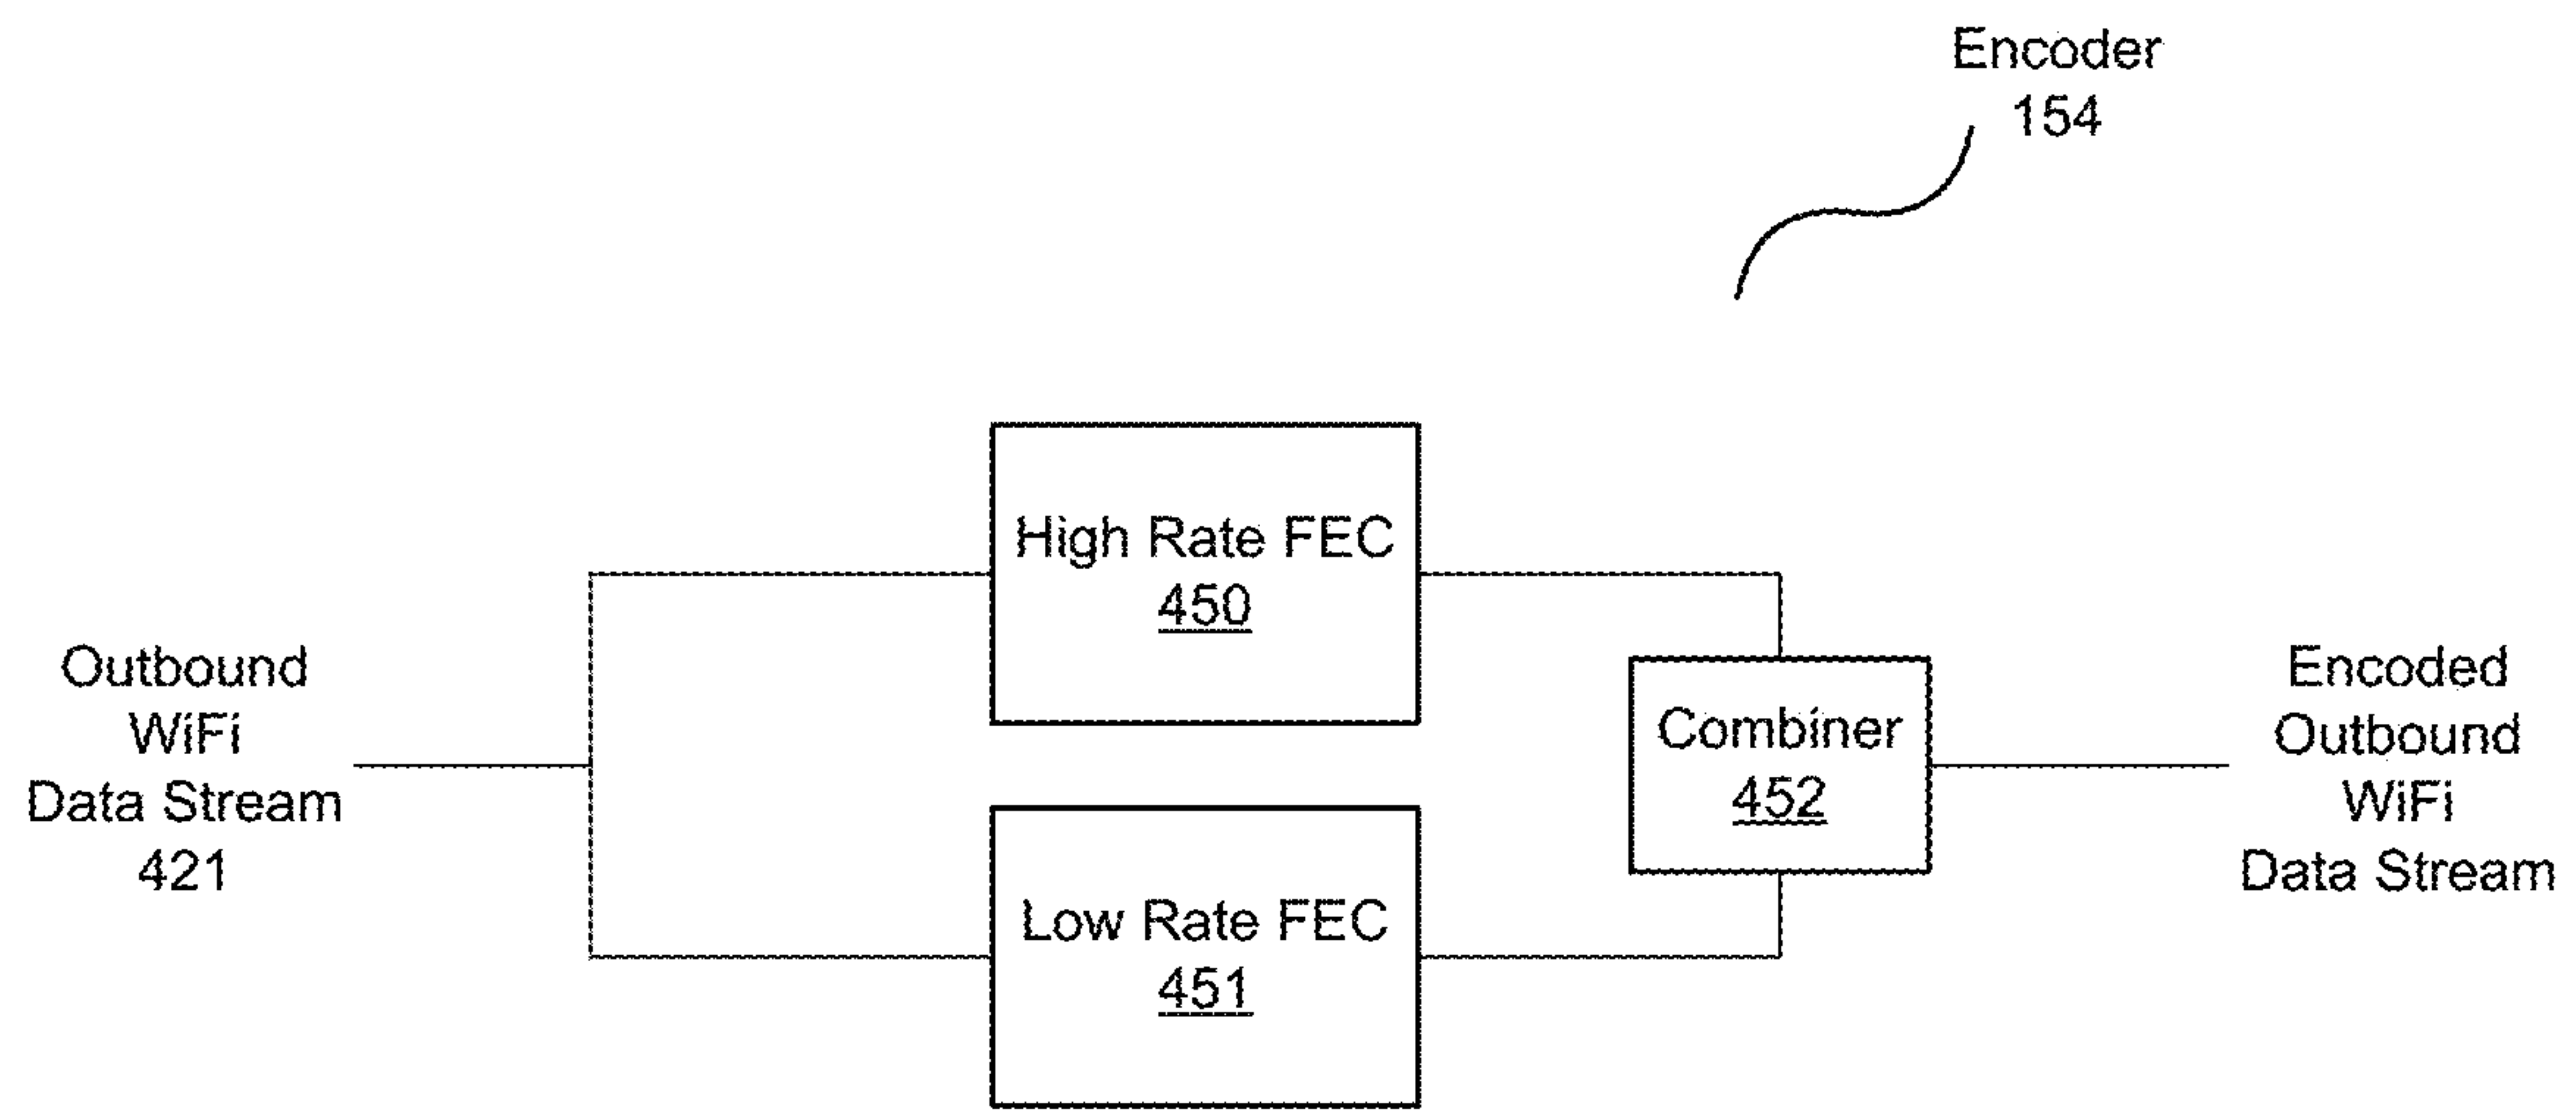 Encoder
154
High Rate FEC
450
Outbound
WiFi
Data Stream
421
Combiner
452
Encoded
Outbound
WiFi
Data Stream
Low Rate FEC
451